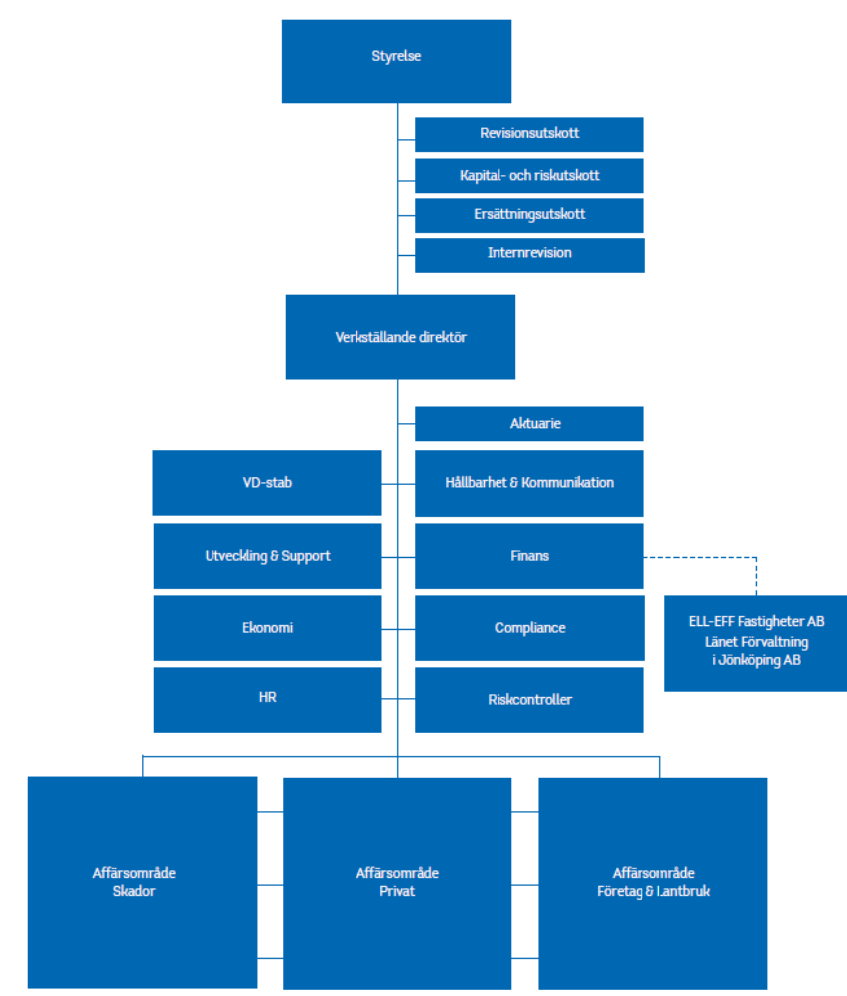 Styrelse
Revisionsutskott
Kapital- och riskutskott
Ersättningsutskott
Internrevision
Verkställande direktör
Aktuarie
VD-stab
Hållbarhet & Kommunikation
Utveckling & Support
Finans
ELL-EFF Fastigheter AB
Länet Förvaltning
i Jönköping AB
Ekonomi
Compliance
HR
Riskcontroller
Affärsområde
Skador
Affärsområde
Privat
Affärsområde
Företag & Lantbruk